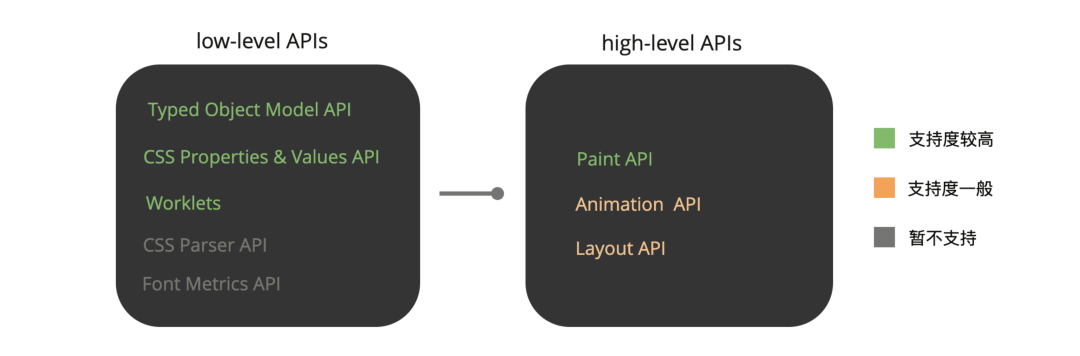 low-level APIs
Typed Object Model API
CSS Properties & Values API
Worklets
CSS Parser API
Font Metrics API
high-level APIs
Paint API
Animation API
Layout API
支持度较高
支持度一般
暂不支持